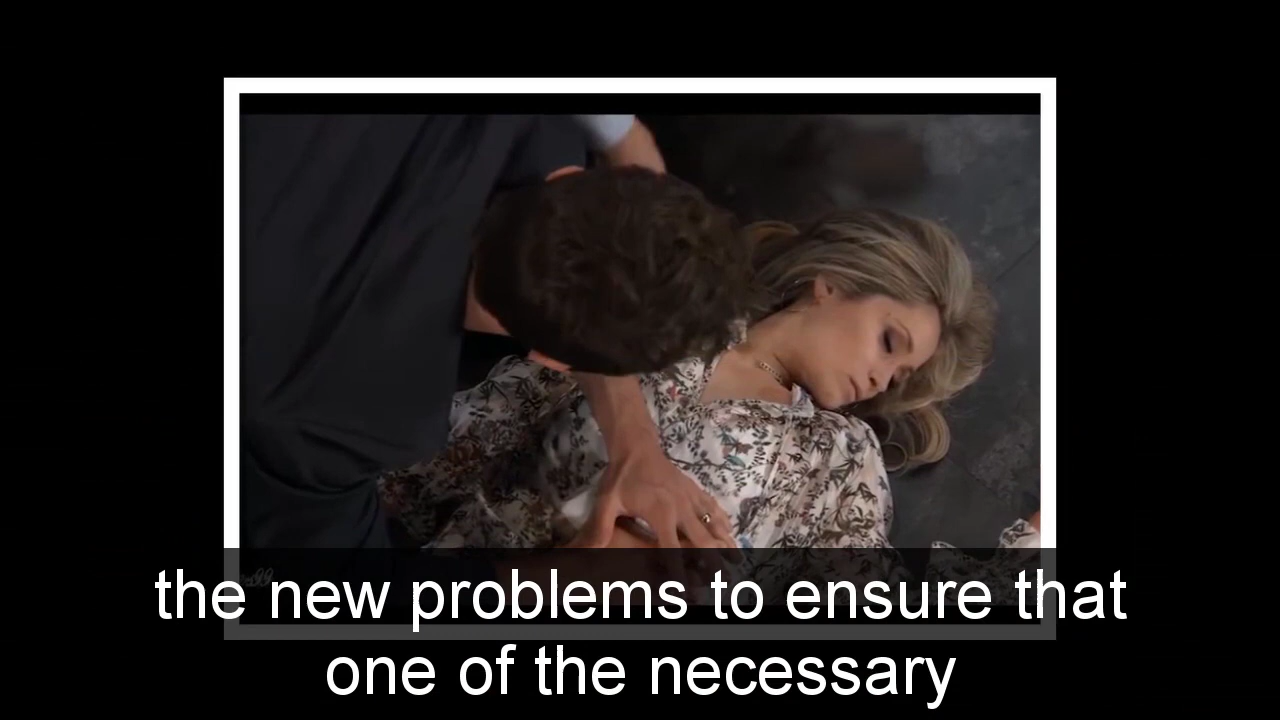 the new problems to ensure that
one of the necessary